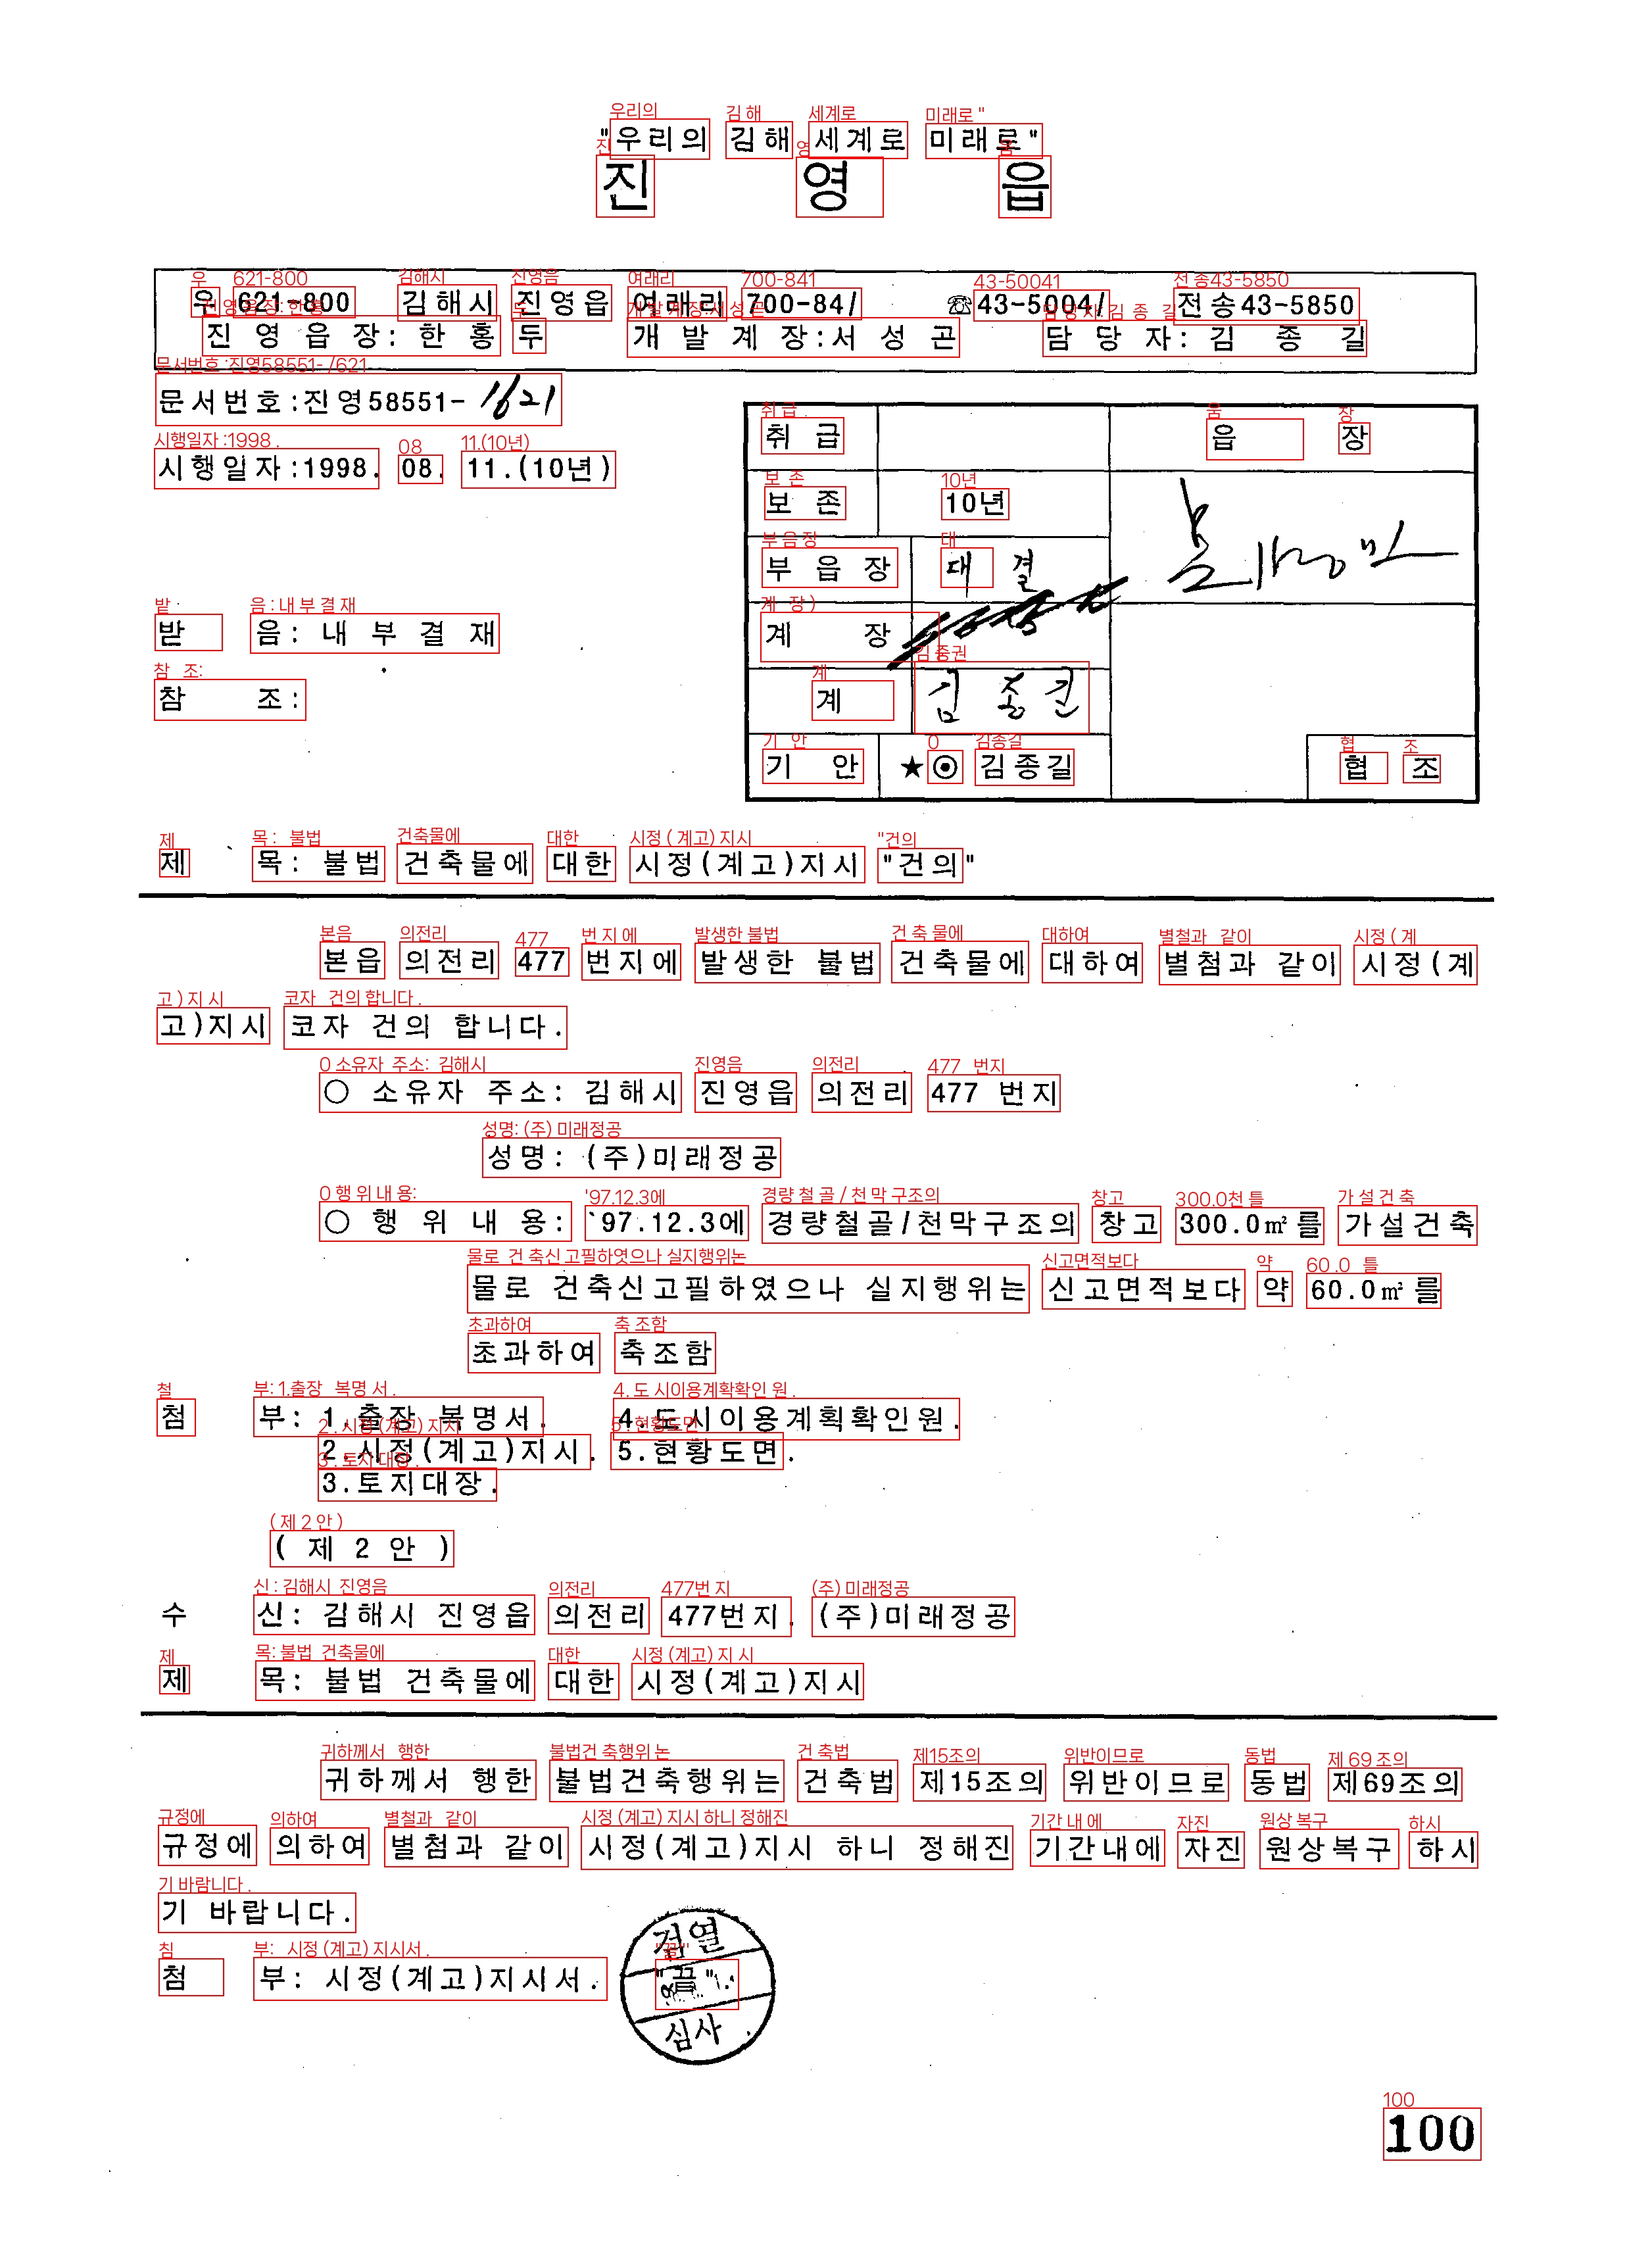 "우리의 김해 세계로 미래로"
진 영 읍
우 621-800 김해시 진영읍 여래리 700-84/ ☎43-5004/ 전송43-5850
진 영 읍 장: 한 홍 두 개 발 계 장:서 성 곤 담 당 자: 김 종 길
문서번호:진영58551- 1621
시행일자:1998. 08. 11.(10년)
취 급 읍 장
보 존 10년
부 읍 장 대 결
받 음: 내 부 결 재
계 장
참 조:
계 김종권
기 안 ★◉ 김종길 협 조
제 목: 불법 건축물에 대한 시정(계고)지시 "건의"
본읍 의전리 477 번지에 발생한 불법 건축물에 대하여 별첨과 같이 시정(계
고)지시 코자 건의 합니다.
○ 소유자 주소: 김해시 진영읍 의전리 477 번지
성명: (주)미래정공
○ 행 위 내 용: '97.12.3에 경량철골/천막구조의 창고 300.0㎡를 가설건축
물로 건축신고필하였으나 실지행위는 신고면적보다 약 60.0㎡를
초과하여 축조함
첨 부: 1.출장 복명서. 4.도시이용계획확인원.
2.시정(계고)지시. 5.현황도면.
3.토지대장.
( 제 2 안 )
수 신: 김해시 진영읍 의전리 477번지. (주)미래정공
제 목: 불법 건축물에 대한 시정(계고)지시
귀하께서 행한 불법건축행위는 건축법 제15조의 위반이므로 동법 제69조의
규정에 의하여 별첨과 같이 시정(계고)지시 하니 정해진 기간내에 자진 원상복구 하시
기 바랍니다.
첨 부: 시정(계고)지시서. "끝".
검열
심사
100